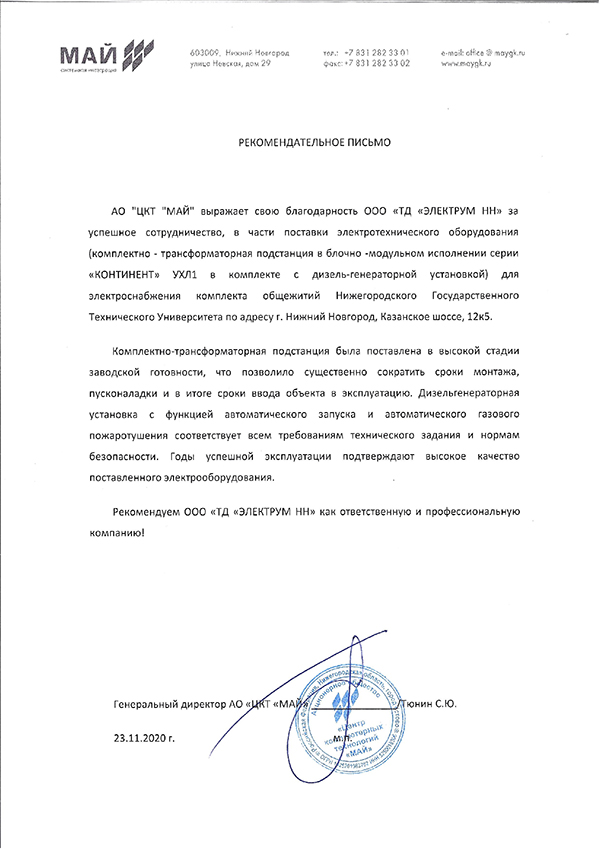 МАЙ
системная интеграция
603009, Нижний Новгород
улица Невская, дом 29
тел.: +7 831 282 33 01
факс: +7 831 282 33 02
e-mail: office @ maygk.ru
www.maygk.ru
РЕКОМЕНДАТЕЛЬНОЕ ПИСЬМО
АО "ЦКТ "МАЙ" выражает свою благодарность ООО «ТД «ЭЛЕКТРУМ НН» за
успешное сотрудничество, в части поставки электротехнического оборудования
(комплектно - трансформаторная подстанция в блочно -модульном исполнении серии
«КОНТИНЕНТ» УХЛ1 в комплекте с дизель-генераторной установкой) для
электроснабжения комплекта общежитий Нижегородского Государственного
Технического Университета по адресу г. Нижний Новгород, Казанское шоссе, 12к5.
Комплектно-трансформаторная подстанция была поставлена в высокой стадии
заводской готовности, что позволило существенно сократить сроки монтажа,
пусконаладки и в итоге сроки ввода объекта в эксплуатацию. Дизельгенераторная
установка с функцией автоматического запуска и автоматического газового
пожаротушения соответствует всем требованиям технического задания и нормам
безопасности. Годы успешной эксплуатации подтверждают высокое качество
поставленного электрооборудования.
Рекомендуем ООО «ТД «ЭЛЕКТРУМ НН» как ответственную и профессиональную
компанию!
Генеральный директор АО «ЦКТ «МАЙ» Тюнин С.Ю.
23.11.2020 г.
М.П.
Акционерное общество
«Центр
компьютерных
технологий
«МАЙ»